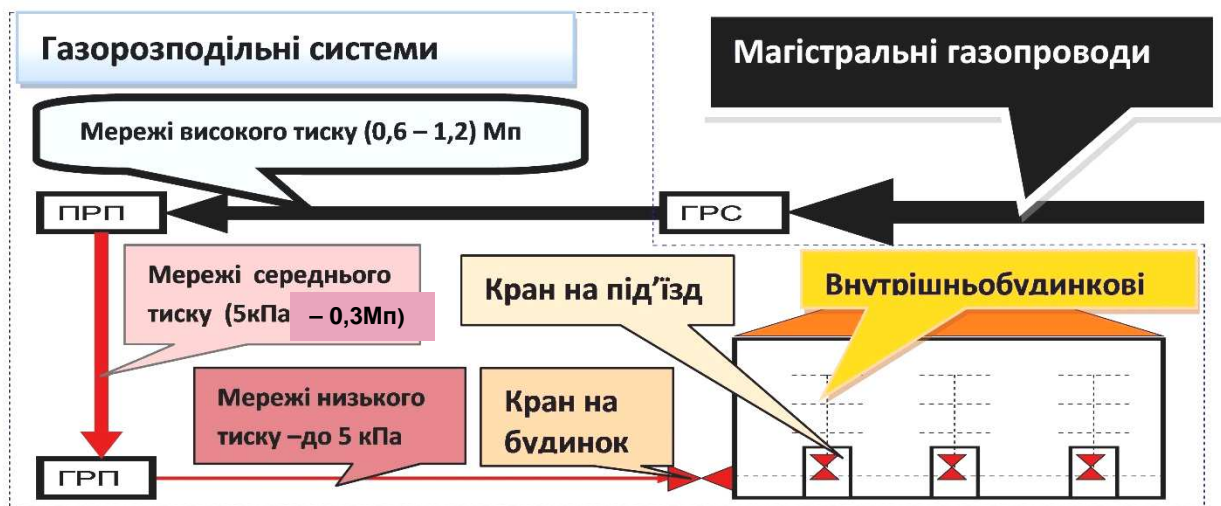 Газорозподільні системи
Магістральні газопроводи
Мережі високого тиску (0,6 – 1,2) Мп
ПРП
ГРС
Мережі середнього
тиску (5кПа – 0,3Мп)
Кран на під’їзд
Внутрішньобудинкові
Мережі низького
тиску –до 5 кПа
Кран на
будинок
ГРП